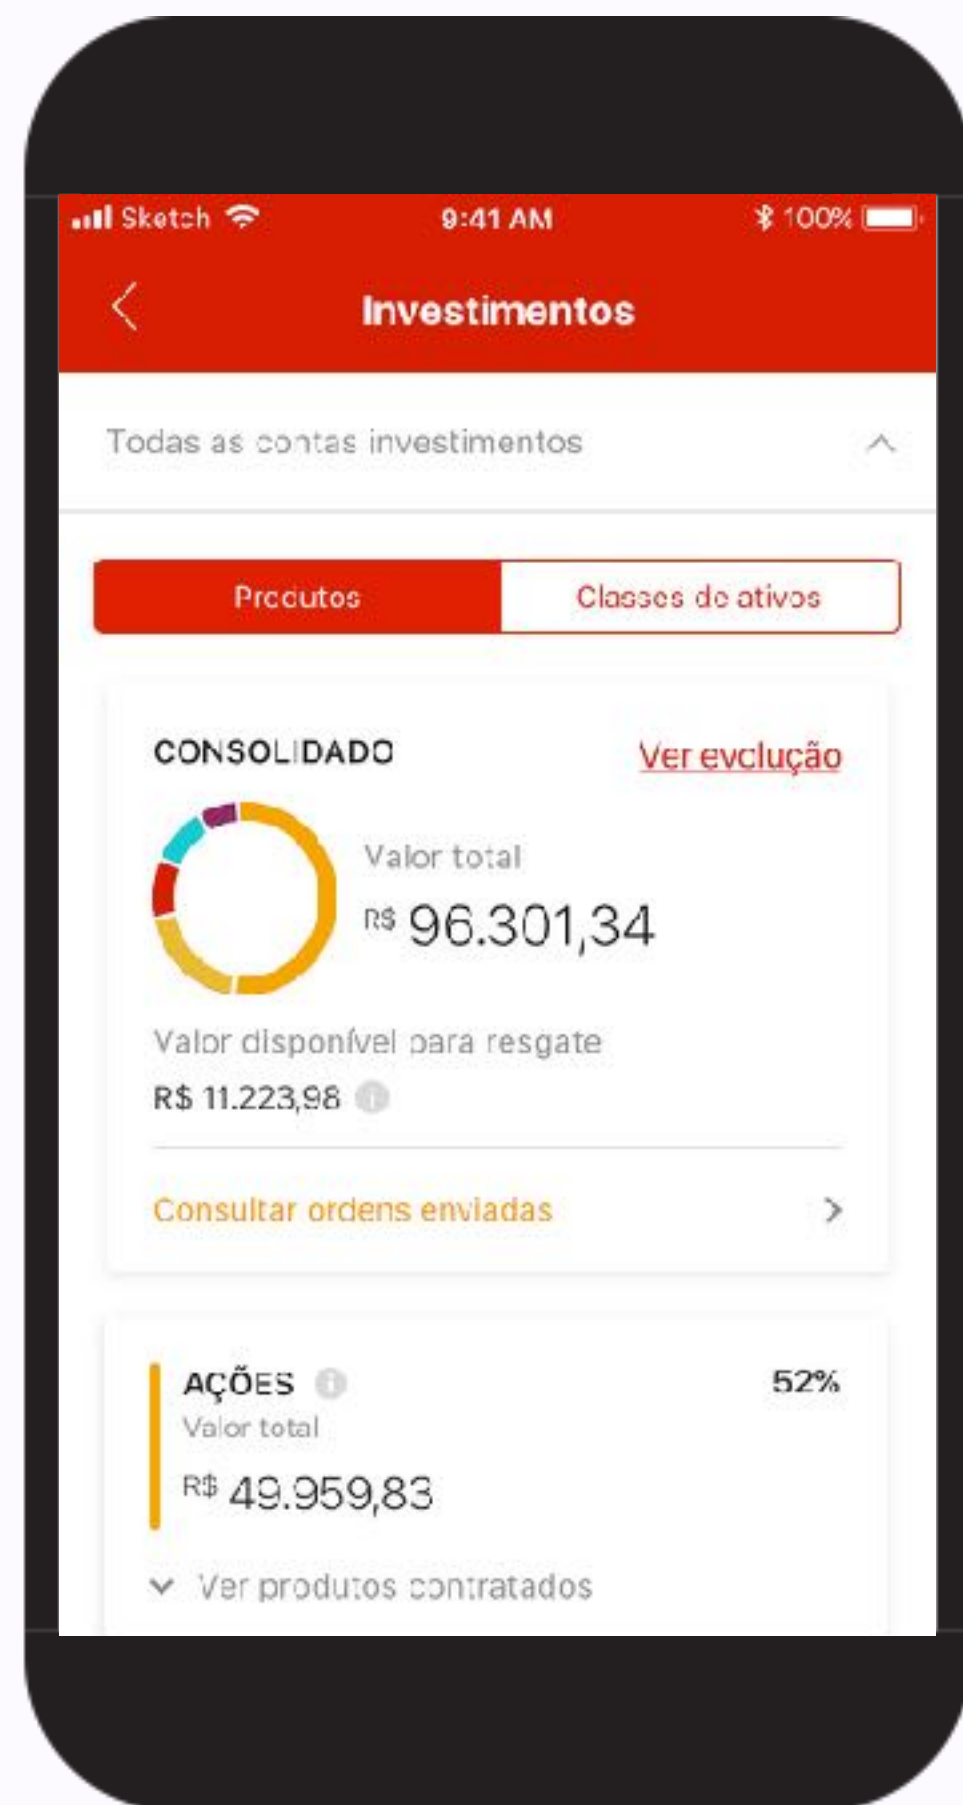 Sketch 9:41 AM 100%
Investimentos
Todas as contas investimentos
Produtos Classes de ativos
CONSOLIDADO Ver evolução
Valor total
R$ 96.301,34
Valor disponível para resgate
R$ 11.223,98
Consultar ordens enviadas
AÇÕES 52%
Valor total
R$ 49.959,83
Ver produtos contratados